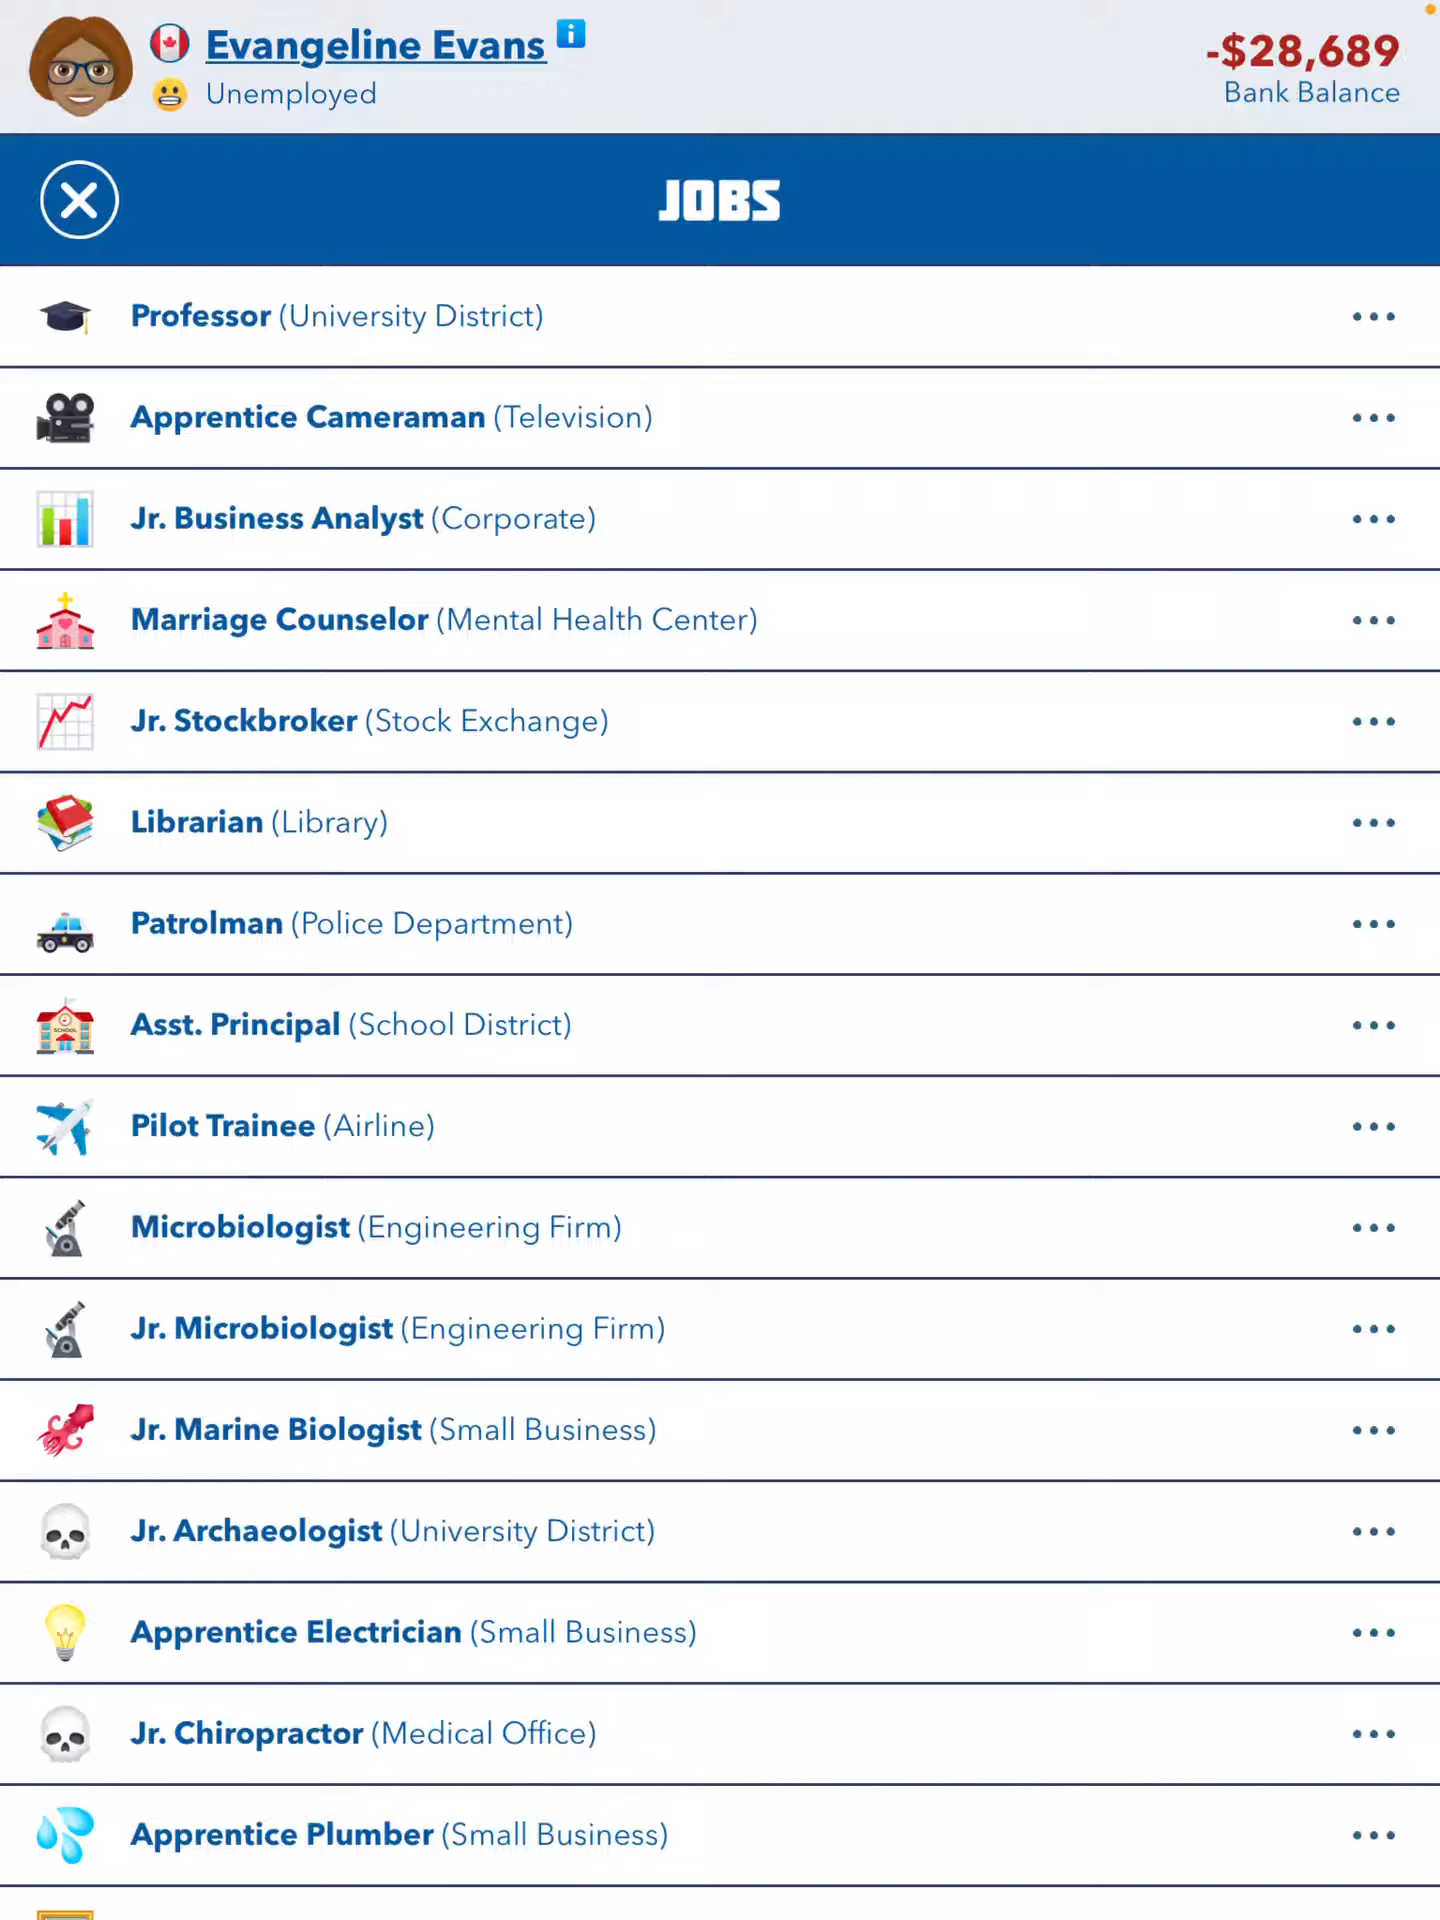 Evangeline Evans
-$28,689
Unemployed
Bank Balance
JOBS
Professor (University District)
Apprentice Cameraman (Television)
Jr. Business Analyst (Corporate)
Marriage Counselor (Mental Health Center)
Jr. Stockbroker (Stock Exchange)
Librarian (Library)
Patrolman (Police Department)
Asst. Principal (School District)
Pilot Trainee (Airline)
Microbiologist (Engineering Firm)
Jr. Microbiologist (Engineering Firm)
Jr. Marine Biologist (Small Business)
Jr. Archaeologist (University District)
Apprentice Electrician (Small Business)
Jr. Chiropractor (Medical Office)
Apprentice Plumber (Small Business)